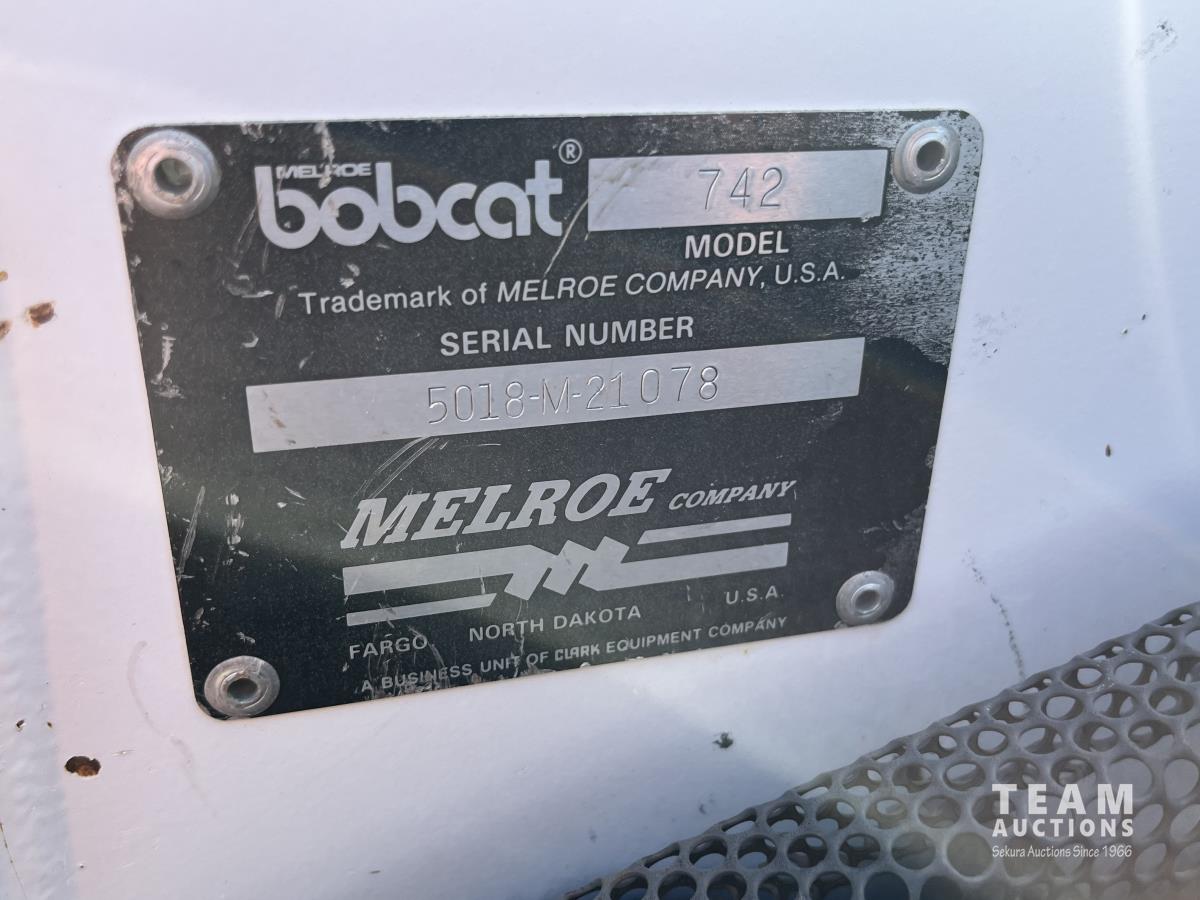 MELROE
bobcat® 742
MODEL
Trademark of MELROE COMPANY, U.S.A.
SERIAL NUMBER
5018-M-21078
MELROE COMPANY
FARGO NORTH DAKOTA U.S.A.
A BUSINESS UNIT OF CLARK EQUIPMENT COMPANY
TEAM
AUCTIONS
Sekura Auctions Since 1966